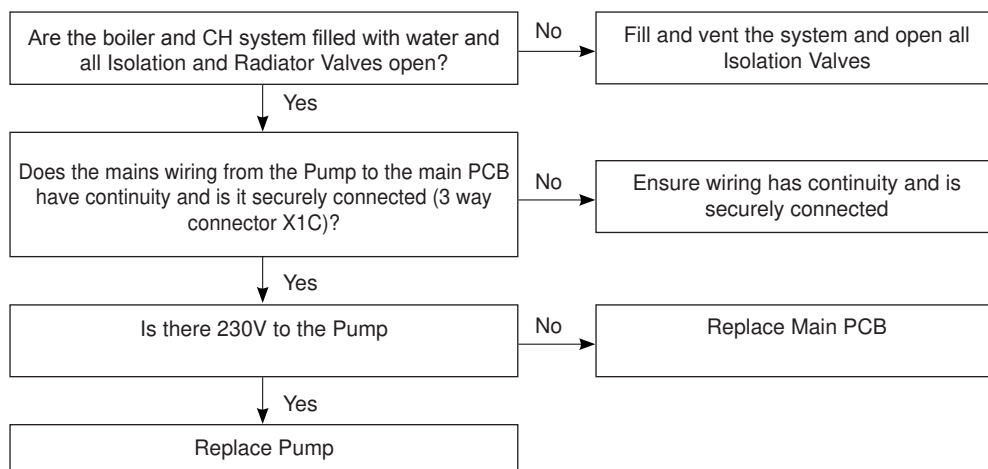 Are the boiler and CH system filled with water and
all Isolation and Radiator Valves open?
No
Fill and vent the system and open all
Isolation Valves
Yes
Does the mains wiring from the Pump to the main PCB
have continuity and is it securely connected (3 way
connector X1C)?
No
Ensure wiring has continuity and is
securely connected
Yes
Is there 230V to the Pump
No
Replace Main PCB
Yes
Replace Pump